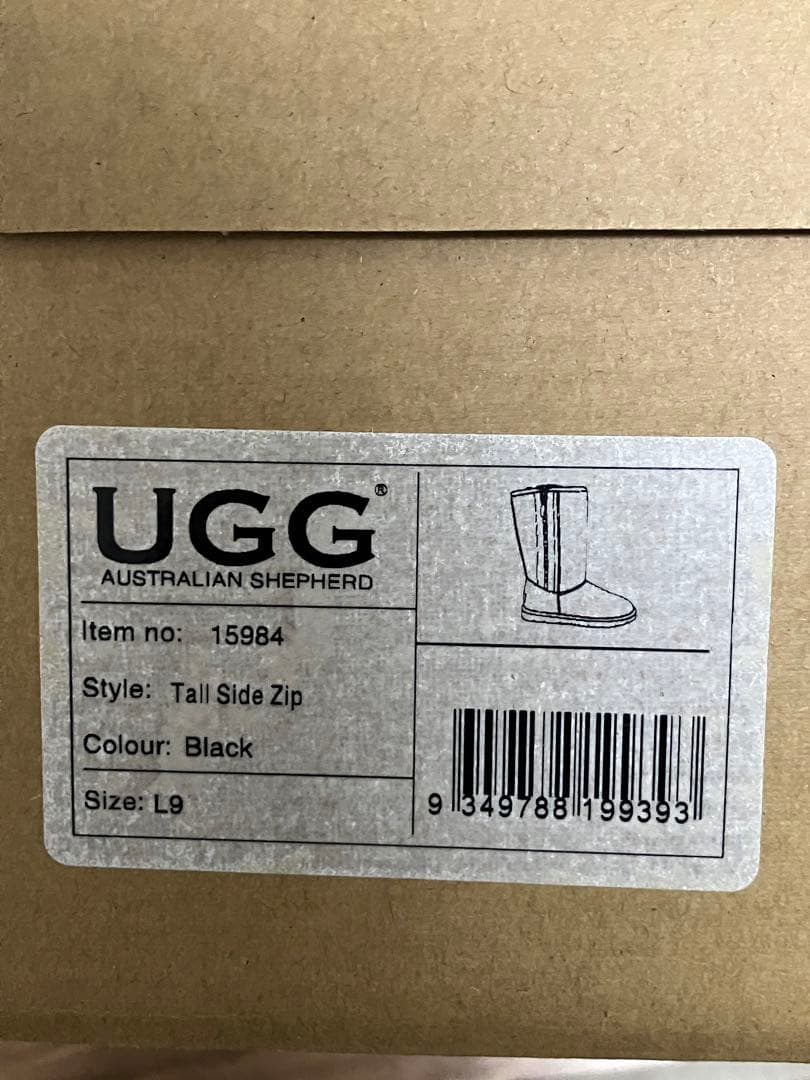 UGG®
AUSTRALIAN SHEPHERD
Item no: 15984
Style: Tall Side Zip
Colour: Black
Size: L9
9 349788 199393